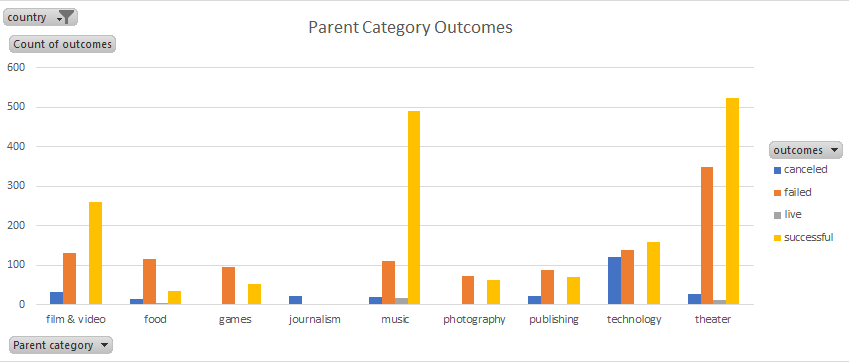 country
Parent Category Outcomes
Count of outcomes
600
500
400
300
200
100
0
film & video food games journalism music photography publishing technology theater
outcomes
canceled
failed
live
successful
Parent category